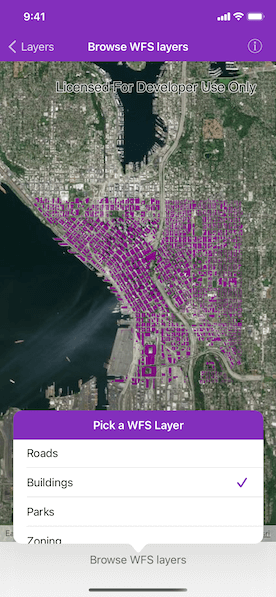 9:41
Layers
Browse WFS layers
Licensed For Developer Use Only
Pick a WFS Layer
Roads
Buildings
Parks
Zoning
Browse WFS layers